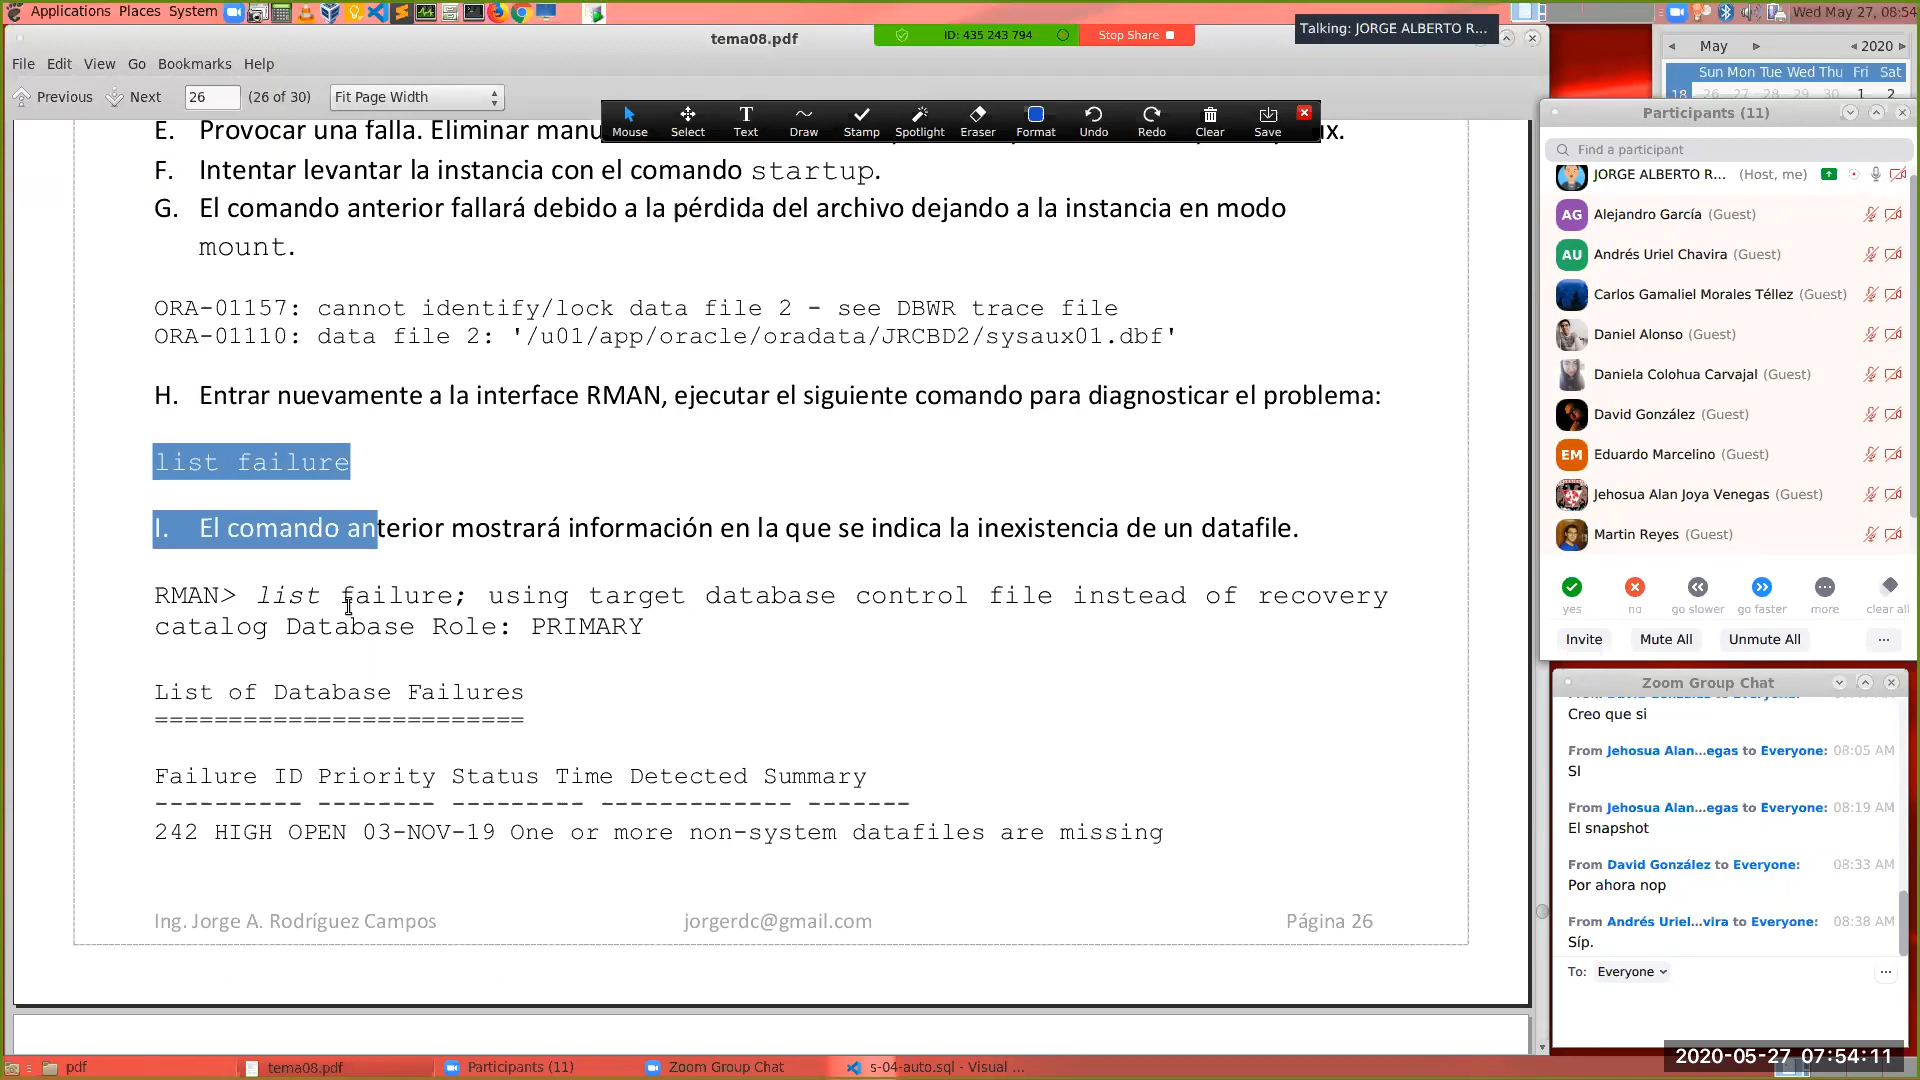 Applications Places System
Wed May 27, 08:54
tema08.pdf
ID: 435 243 794
Stop Share
Talking: JORGE ALBERTO R...
File Edit View Go Bookmarks Help
Previous Next 26 (26 of 30) Fit Page Width
Mouse Select Text Draw Stamp Spotlight Eraser Format Undo Redo Clear Save
E. Provocar una falla. Eliminar manu
ux.
F. Intentar levantar la instancia con el comando startup.
G. El comando anterior fallará debido a la pérdida del archivo dejando a la instancia en modo
mount.
ORA-01157: cannot identify/lock data file 2 - see DBWR trace file
ORA-01110: data file 2: '/u01/app/oracle/oradata/JRCBD2/sysaux01.dbf'
H. Entrar nuevamente a la interface RMAN, ejecutar el siguiente comando para diagnosticar el problema:
list failure
I. El comando anterior mostrará información en la que se indica la inexistencia de un datafile.
RMAN> list failure; using target database control file instead of recovery
catalog Database Role: PRIMARY
List of Database Failures
=========================
Failure ID Priority Status Time Detected Summary
---------- -------- --------- ------------- -------
242 HIGH OPEN 03-NOV-19 One or more non-system datafiles are missing
Ing. Jorge A. Rodríguez Campos jorgerdc@gmail.com Página 26
May 2020
Sun Mon Tue Wed Thu Fri Sat
18 26 27 28 29 30 1 2
Participants (11)
Find a participant
JORGE ALBERTO R... (Host, me)
AG Alejandro García (Guest)
AU Andrés Uriel Chavira (Guest)
Carlos Gamaliel Morales Téllez (Guest)
Daniel Alonso (Guest)
Daniela Colohua Carvajal (Guest)
David González (Guest)
EM Eduardo Marcelino (Guest)
Jehosua Alan Joya Venegas (Guest)
Martin Reyes (Guest)
yes no go slower go faster more clear all
Invite Mute All Unmute All ...
Zoom Group Chat
Creo que si
From Jehosua Alan...egas to Everyone: 08:05 AM
SI
From Jehosua Alan...egas to Everyone: 08:19 AM
El snapshot
From David González to Everyone: 08:33 AM
Por ahora nop
From Andrés Uriel...vira to Everyone: 08:38 AM
Síp.
To: Everyone
...
2020-05-27 07:54:11
pdf tema08.pdf Participants (11) Zoom Group Chat s-04-auto.sql - Visual ...